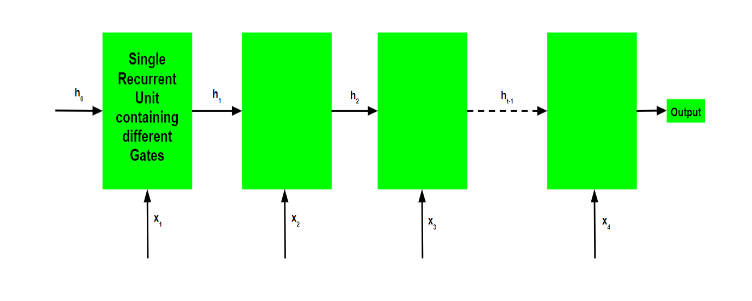 h0
Single
Recurrent
Unit
containing
different
Gates
h1
h2
ht-1
Output
x1
x2
x3
x4